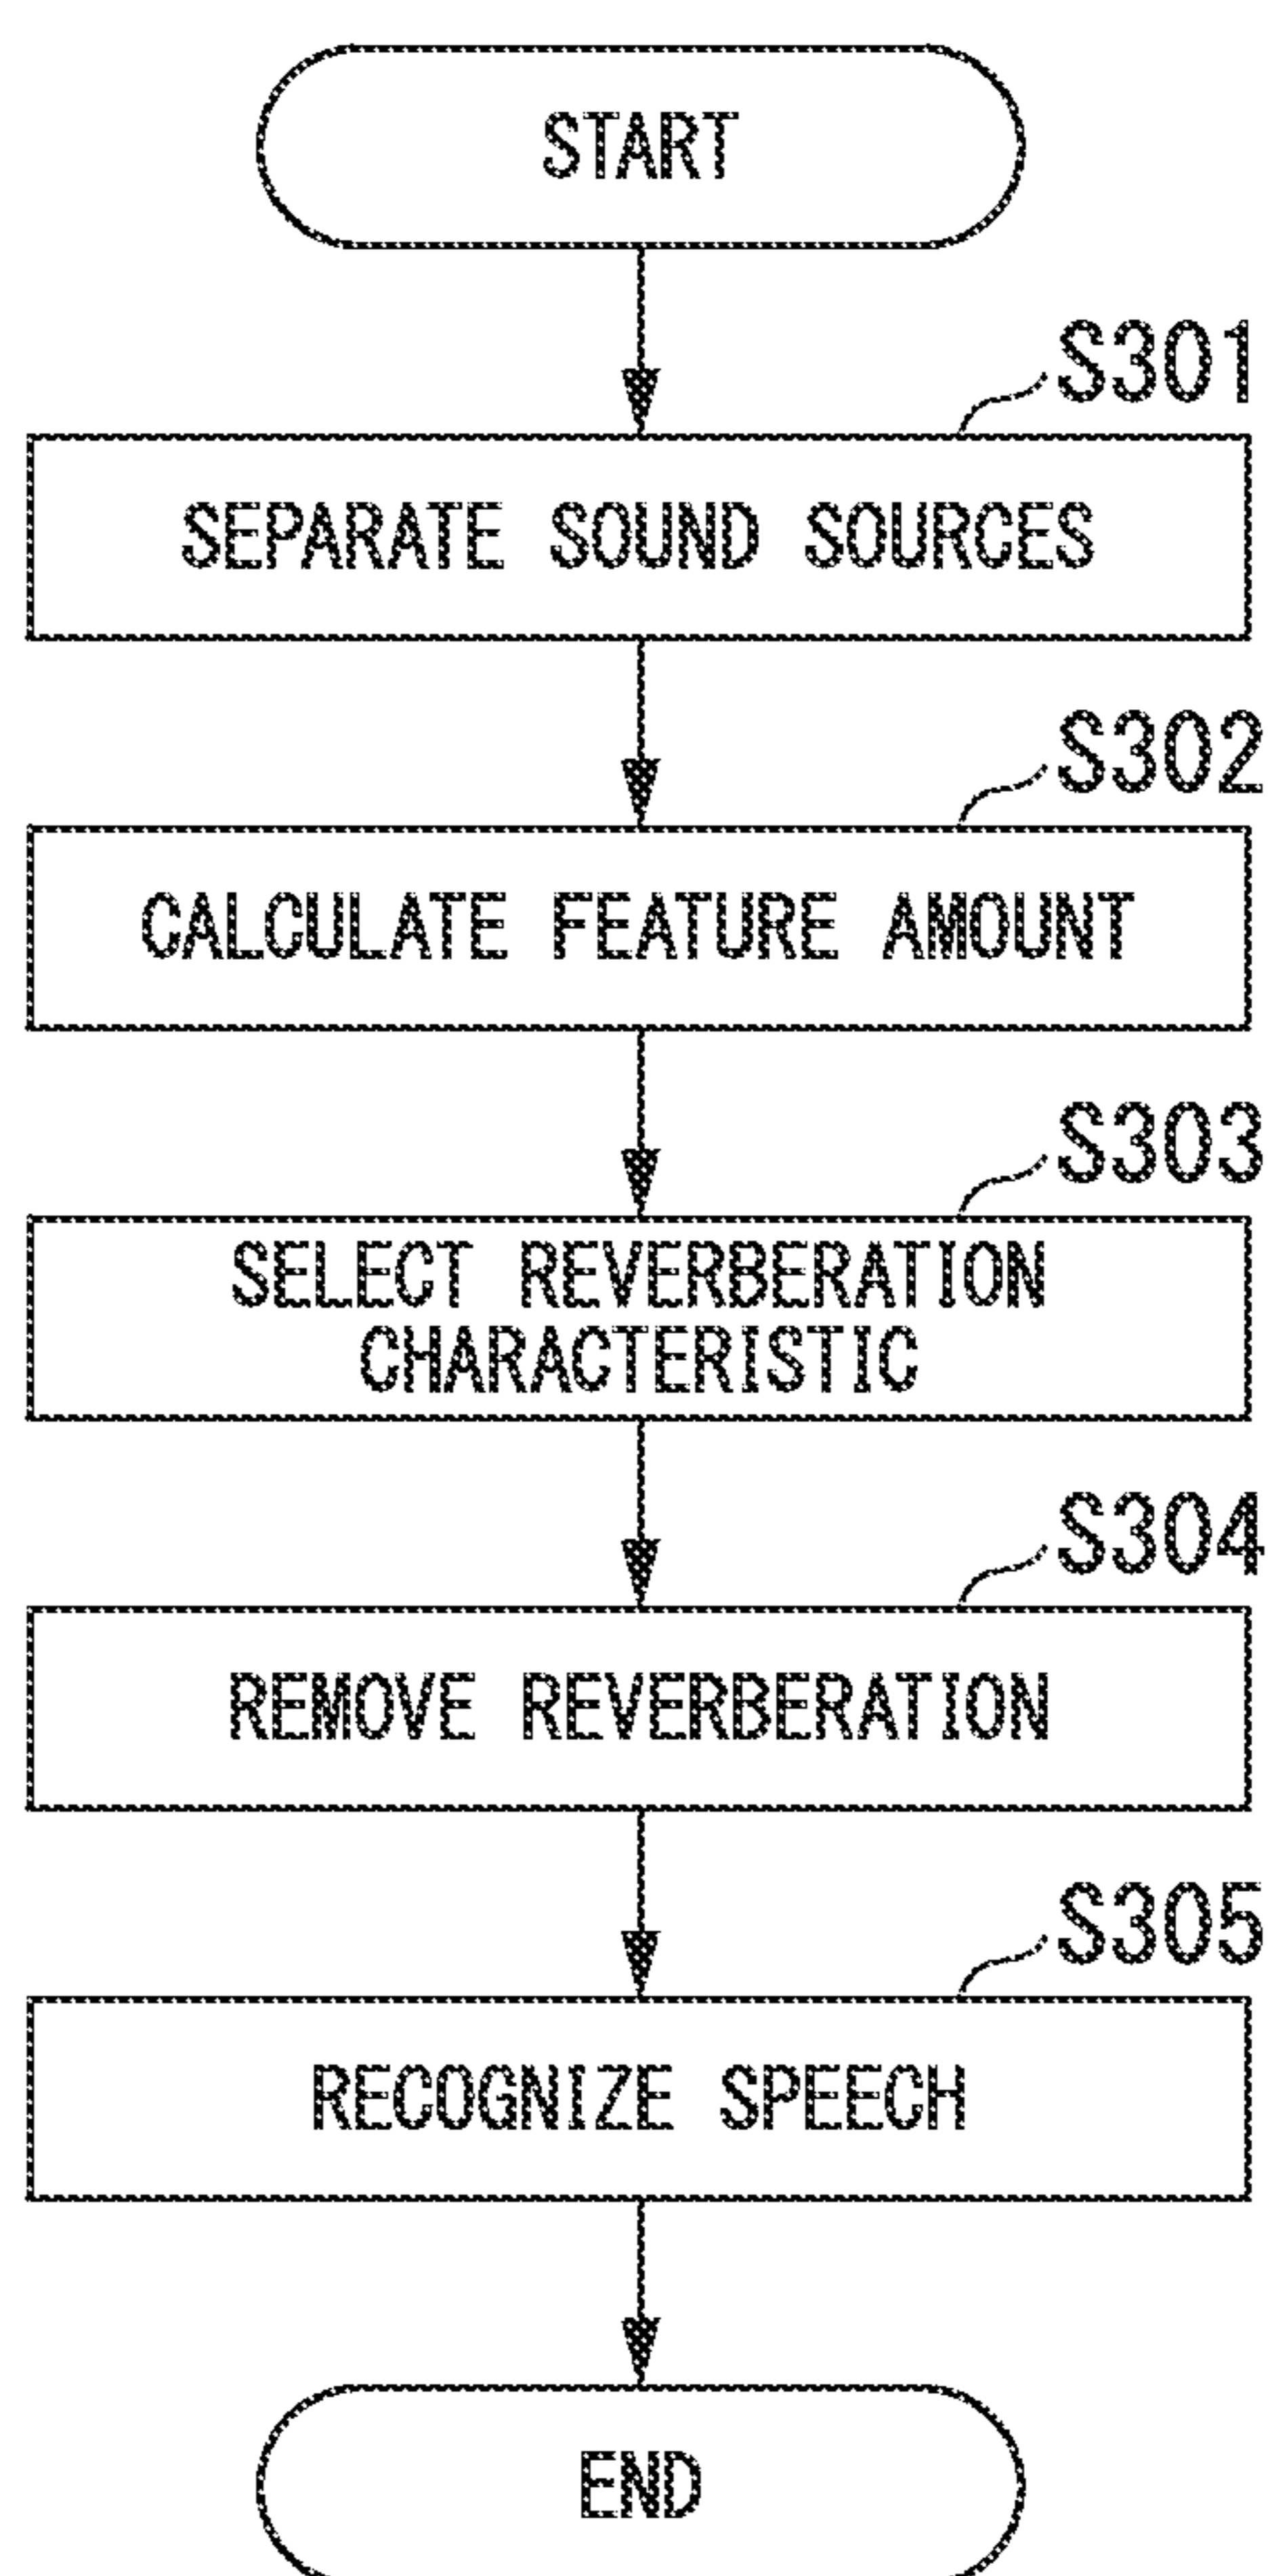 START
S301
SEPARATE SOUND SOURCES
S302
CALCULATE FEATURE AMOUNT
S303
SELECT REVERBERATION
CHARACTERISTIC
S304
REMOVE REVERBERATION
S305
RECOGNIZE SPEECH
END